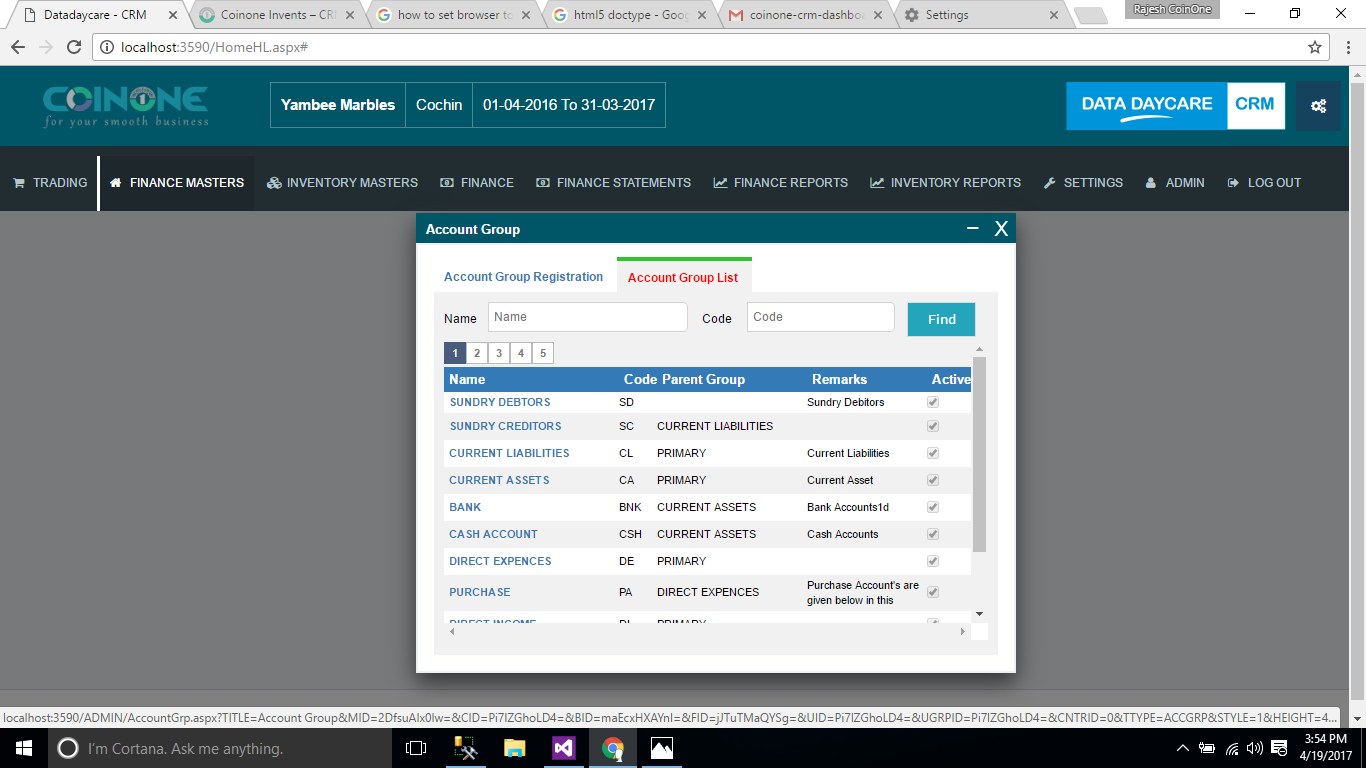 Datadaycare - CRM
Coinone Invents – CR
how to set browser to
html5 doctype - Goog
coinone-crm-dashbo
Settings
Rajesh CoinOne
localhost:3590/HomeHL.aspx#
COINONE
for your smooth business
Yambee Marbles Cochin 01-04-2016 To 31-03-2017
DATA DAYCARE CRM
TRADING FINANCE MASTERS INVENTORY MASTERS FINANCE FINANCE STATEMENTS FINANCE REPORTS INVENTORY REPORTS SETTINGS ADMIN LOG OUT
Account Group
Account Group Registration Account Group List
Name Name Code Code Find
1 2 3 4 5
Name Code Parent Group Remarks Active
SUNDRY DEBTORS SD Sundry Debitors
SUNDRY CREDITORS SC CURRENT LIABILITIES
CURRENT LIABILITIES CL PRIMARY Current Liabilities
CURRENT ASSETS CA PRIMARY Current Asset
BANK BNK CURRENT ASSETS Bank Accounts1d
CASH ACCOUNT CSH CURRENT ASSETS Cash Accounts
DIRECT EXPENCES DE PRIMARY
PURCHASE PA DIRECT EXPENCES Purchase Account's are
given below in this
DIRECT INCOME DI PRIMARY
localhost:3590/ADMIN/AccountGrp.aspx?TITLE=Account Group&MID=2DfsuAIx0Iw=&CID=Pi7IZGhoLD4=&BID=maEcxHXAYnI=&FID=jJTuTMaQYSg=&UID=Pi7IZGhoLD4=&UGRPID=Pi7IZGhoLD4=&CNTRID=0&TTYPE=ACCGRP&STYLE=1&HEIGHT=4...
I'm Cortana. Ask me anything.
3:54 PM
4/19/2017